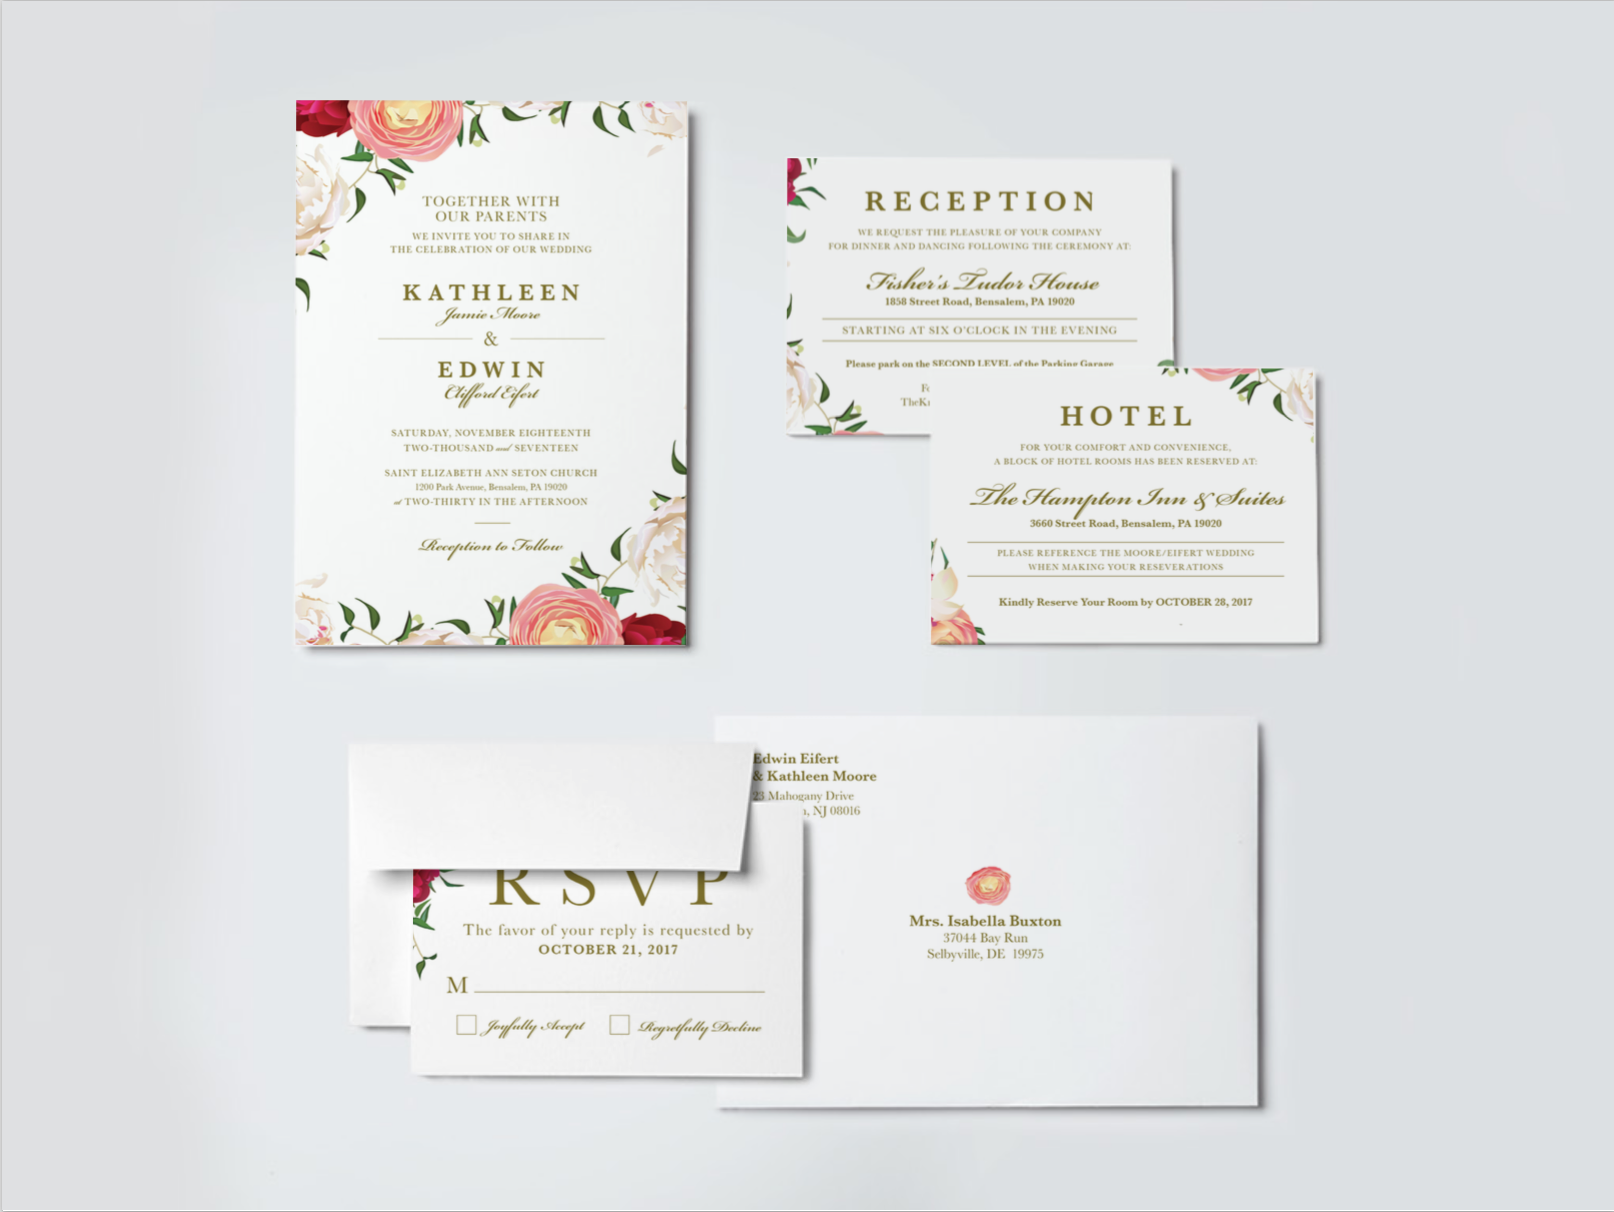 TOGETHER WITH
OUR PARENTS
WE INVITE YOU TO SHARE IN
THE CELEBRATION OF OUR WEDDING
KATHLEEN
Jamie Moore
&
EDWIN
Clifford Eifert
SATURDAY, NOVEMBER EIGHTEENTH
TWO-THOUSAND and SEVENTEEN
SAINT ELIZABETH ANN SETON CHURCH
1200 Park Avenue, Bensalem, PA 19020
at TWO-THIRTY IN THE AFTERNOON
Reception to Follow
RECEPTION
WE REQUEST THE PLEASURE OF YOUR COMPANY
FOR DINNER AND DANCING FOLLOWING THE CEREMONY AT:
Fisher's Tudor House
1858 Street Road, Bensalem, PA 19020
STARTING AT SIX O'CLOCK IN THE EVENING
Please park on the SECOND LEVEL of the Parking Garage
HOTEL
FOR YOUR COMFORT AND CONVENIENCE,
A BLOCK OF HOTEL ROOMS HAS BEEN RESERVED AT:
The Hampton Inn & Suites
3660 Street Road, Bensalem, PA 19020
PLEASE REFERENCE THE MOORE/EIFERT WEDDING
WHEN MAKING YOUR RESEVERATIONS
Kindly Reserve Your Room by OCTOBER 28, 2017
RSVP
The favor of your reply is requested by
OCTOBER 21, 2017
M
Joyfully Accept Regretfully Decline
Edwin Eifert
& Kathleen Moore
23 Mahogany Drive
NJ 08016
Mrs. Isabella Buxton
37044 Bay Run
Selbyville, DE 19975